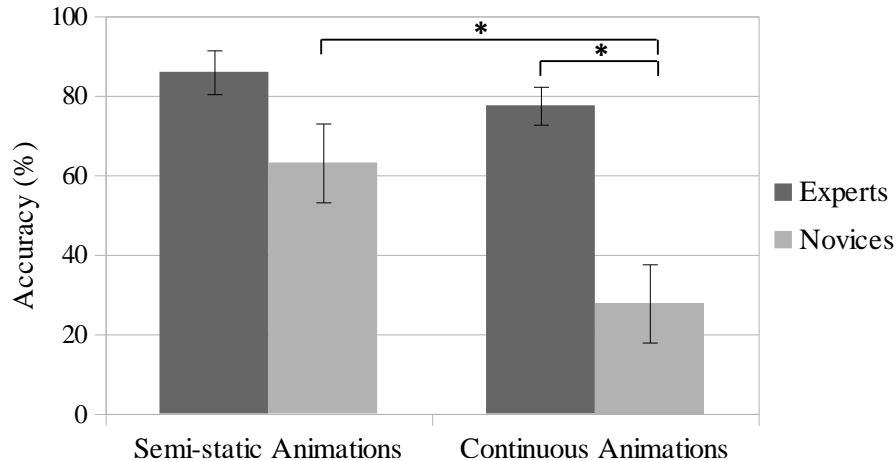 100
80
60
40
20
0
Accuracy (%)
*
*
Experts
Novices
Semi-static Animations
Continuous Animations